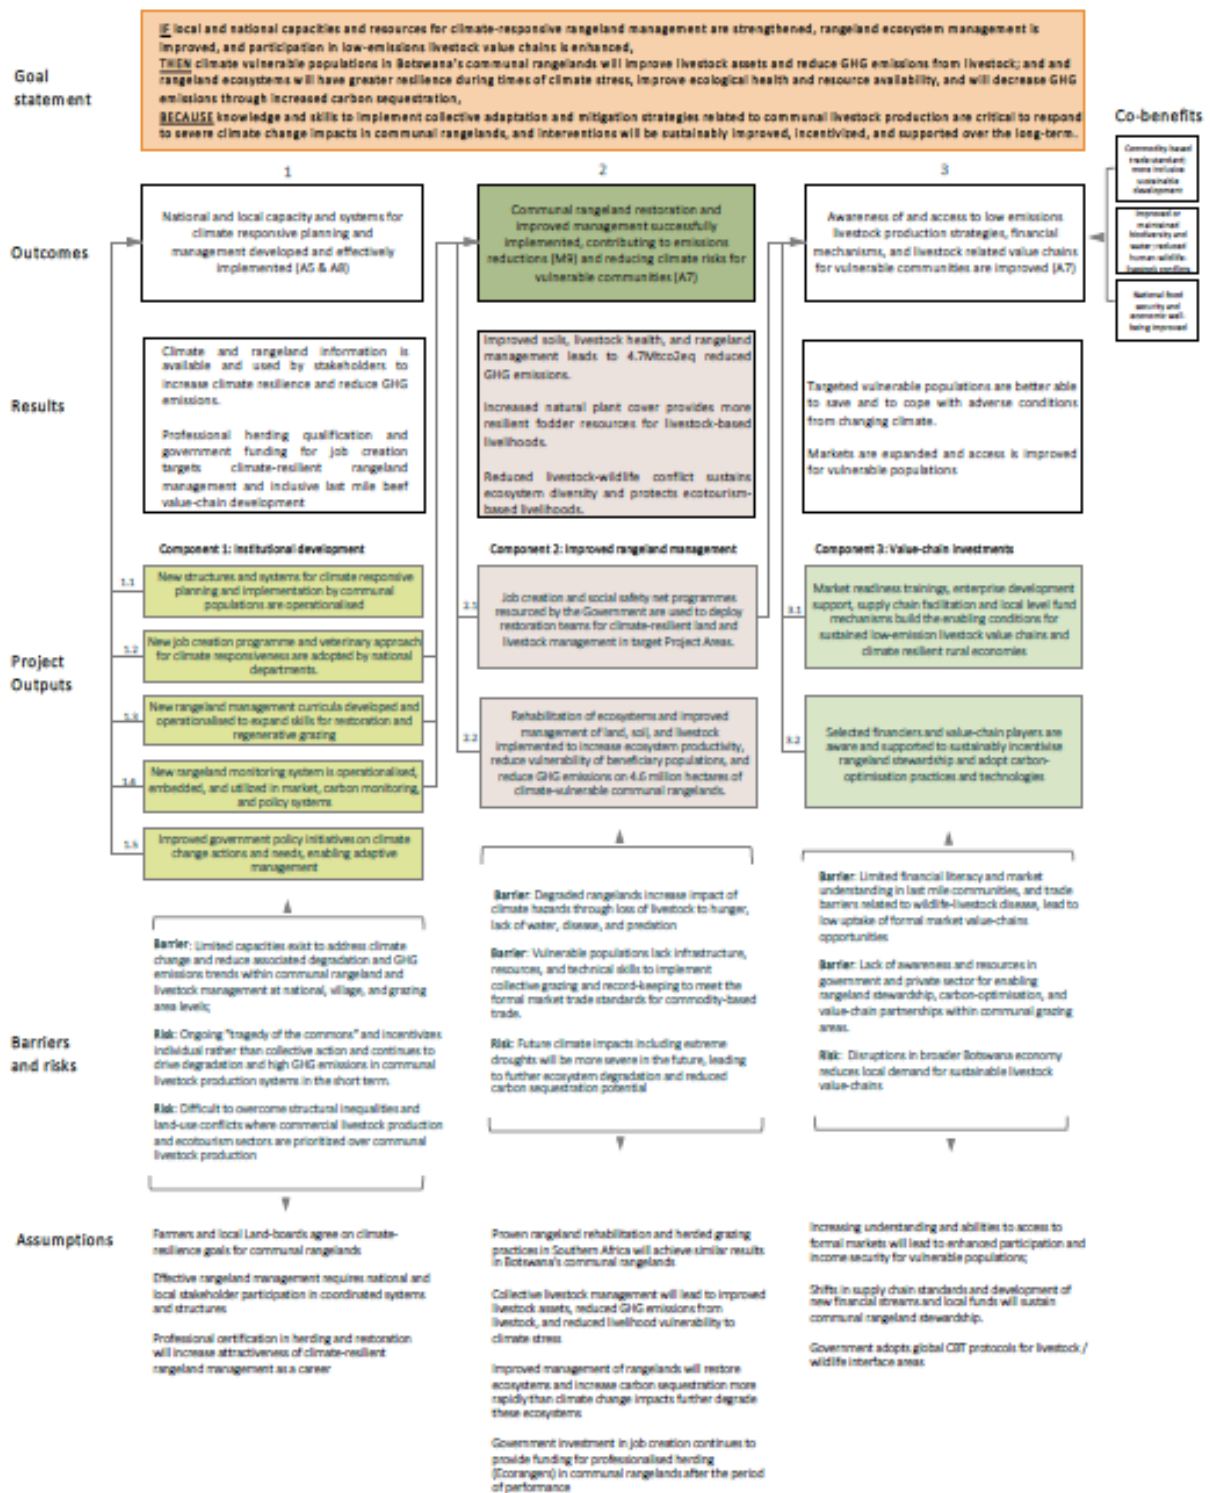 Goal
statement
IF local and national capacities and resources for climate-responsive rangeland management are strengthened, rangeland ecosystem management is
improved, and participation in low-emissions livestock value chains is enhanced,
THEN climate vulnerable populations in Botswana's communal rangelands will improve livestock assets and reduce GHG emissions from livestock; and and
rangeland ecosystems will have greater resilience during times of climate stress, improve ecological health and resource availability, and will decrease GHG
emissions through increased carbon sequestration,
BECAUSE knowledge and skills to implement collective adaptation and mitigation strategies related to communal livestock production are critical to respond
to severe climate change impacts in communal rangelands, and interventions will be sustainably improved, incentivized, and supported over the long-term.
Co-benefits
Commodity based
trade standard;
more inclusive
sustainable
development
Improved or
maintained
biodiversity and
water; reduced
human wildlife
livestock conflict
National food
security and
economic well-
being improved
1
2
3
Outcomes
National and local capacity and systems for
climate responsive planning and
management developed and effectively
implemented (A5 & A8)
Communal rangeland restoration and
improved management successfully
implemented, contributing to emissions
reductions (M9) and reducing climate risks for
vulnerable communities (A7)
Awareness of and access to low emissions
livestock production strategies, financial
mechanisms, and livestock related value chains
for vulnerable communities are improved (A7)
Results
Climate and rangeland information is
available and used by stakeholders to
increase climate resilience and reduce GHG
emissions.
Professional herding qualification and
government funding for job creation
targets climate-resilient rangeland
management and inclusive last mile beef
value-chain development
Improved soils, livestock health, and rangeland
management leads to 4.7Mtco2eq reduced
GHG emissions.
Increased natural plant cover provides more
resilient fodder resources for livestock-based
livelihoods.
Reduced livestock-wildlife conflict sustains
ecosystem diversity and protects ecotourism-
based livelihoods.
Targeted vulnerable populations are better able
to save and to cope with adverse conditions
from changing climate.
Markets are expanded and access is improved
for vulnerable populations
Project
Outputs
Component 1: Institutional development
1.1
New structures and systems for climate responsive
planning and implementation by communal
populations are operationalised
1.2
New job creation programme and veterinary approach
for climate responsiveness are adopted by national
departments.
1.3
New rangeland management curricula developed and
operationalised to expand skills for restoration and
regenerative grazing
New rangeland monitoring system is operationalised,
embedded, and utilized in market, carbon monitoring,
and policy systems
1.5
Improved government policy initiatives on climate
change actions and needs, enabling adaptive
management
Component 2: Improved rangeland management
2.1
Job creation and social safety net programmes
resourced by the Government are used to deploy
restoration teams for climate-resilient land and
livestock management in target Project Areas.
2.2
Rehabilitation of ecosystems and improved
management of land, soil, and livestock
implemented to increase ecosystem productivity,
reduce vulnerability of beneficiary populations, and
reduce GHG emissions on 4.6 million hectares of
climate-vulnerable communal rangelands.
Component 3: Value-chain investments
3.1
Market readiness trainings, enterprise development
support, supply chain facilitation and local level fund
mechanisms build the enabling conditions for
sustained low-emission livestock value chains and
climate resilient rural economies
3.2
Selected financiers and value-chain players are
aware and supported to sustainably incentivise
rangeland stewardship and adopt carbon-
optimisation practices and technologies
Barriers
and risks
Barrier: Limited capacities exist to address climate
change and reduce associated degradation and GHG
emissions trends within communal rangeland and
livestock management at national, village, and grazing
area levels;
Risk: Ongoing "tragedy of the commons" and incentivizes
individual rather than collective action and continues to
drive degradation and high GHG emissions in communal
livestock production systems in the short term.
Risk: Difficult to overcome structural inequalities and
land-use conflicts where commercial livestock production
and ecotourism sectors are prioritized over communal
livestock production
Barrier: Degraded rangelands increase impact of
climate hazards through loss of livestock to hunger,
lack of water, disease, and predation
Barrier: Vulnerable populations lack infrastructure,
resources, and technical skills to implement
collective grazing and record-keeping to meet the
formal market trade standards for commodity-based
trade.
Risk: Future climate impacts including extreme
droughts will be more severe in the future, leading
to further ecosystem degradation and reduced
carbon sequestration potential
Barrier: Limited financial literacy and market
understanding in last mile communities, and trade
barriers related to wildlife-livestock disease, lead to
low uptake of formal market value-chains
opportunities
Barrier: Lack of awareness and resources in
government and private sector for enabling
rangeland stewardship, carbon-optimisation, and
value-chain partnerships within communal grazing
areas.
Risk: Disruptions in broader Botswana economy
reduces local demand for sustainable livestock
value-chains
Assumptions
Farmers and local Land-boards agree on climate-
resilience goals for communal rangelands
Effective rangeland management requires national and
local stakeholder participation in coordinated systems
and structures
Professional certification in herding and restoration
will increase attractiveness of climate-resilient
rangeland management as a career
Proven rangeland rehabilitation and herded grazing
practices in Southern Africa will achieve similar results
in Botswana's communal rangelands
Collective livestock management will lead to improved
livestock assets, reduced GHG emissions from
livestock, and reduced livelihood vulnerability to
climate stress
Improved management of rangelands will restore
ecosystems and increase carbon sequestration more
rapidly than climate change impacts further degrade
these ecosystems
Government investment in job creation continues to
provide funding for professionalised herding
(Ecorangers) in communal rangelands after the period
of performance
Increasing understanding and abilities to access to
formal markets will lead to enhanced participation and
income security for vulnerable populations;
Shifts in supply chain standards and development of
new financial streams and local funds will sustain
communal rangeland stewardship.
Government adopts global CBT protocols for livestock /
wildlife interface areas